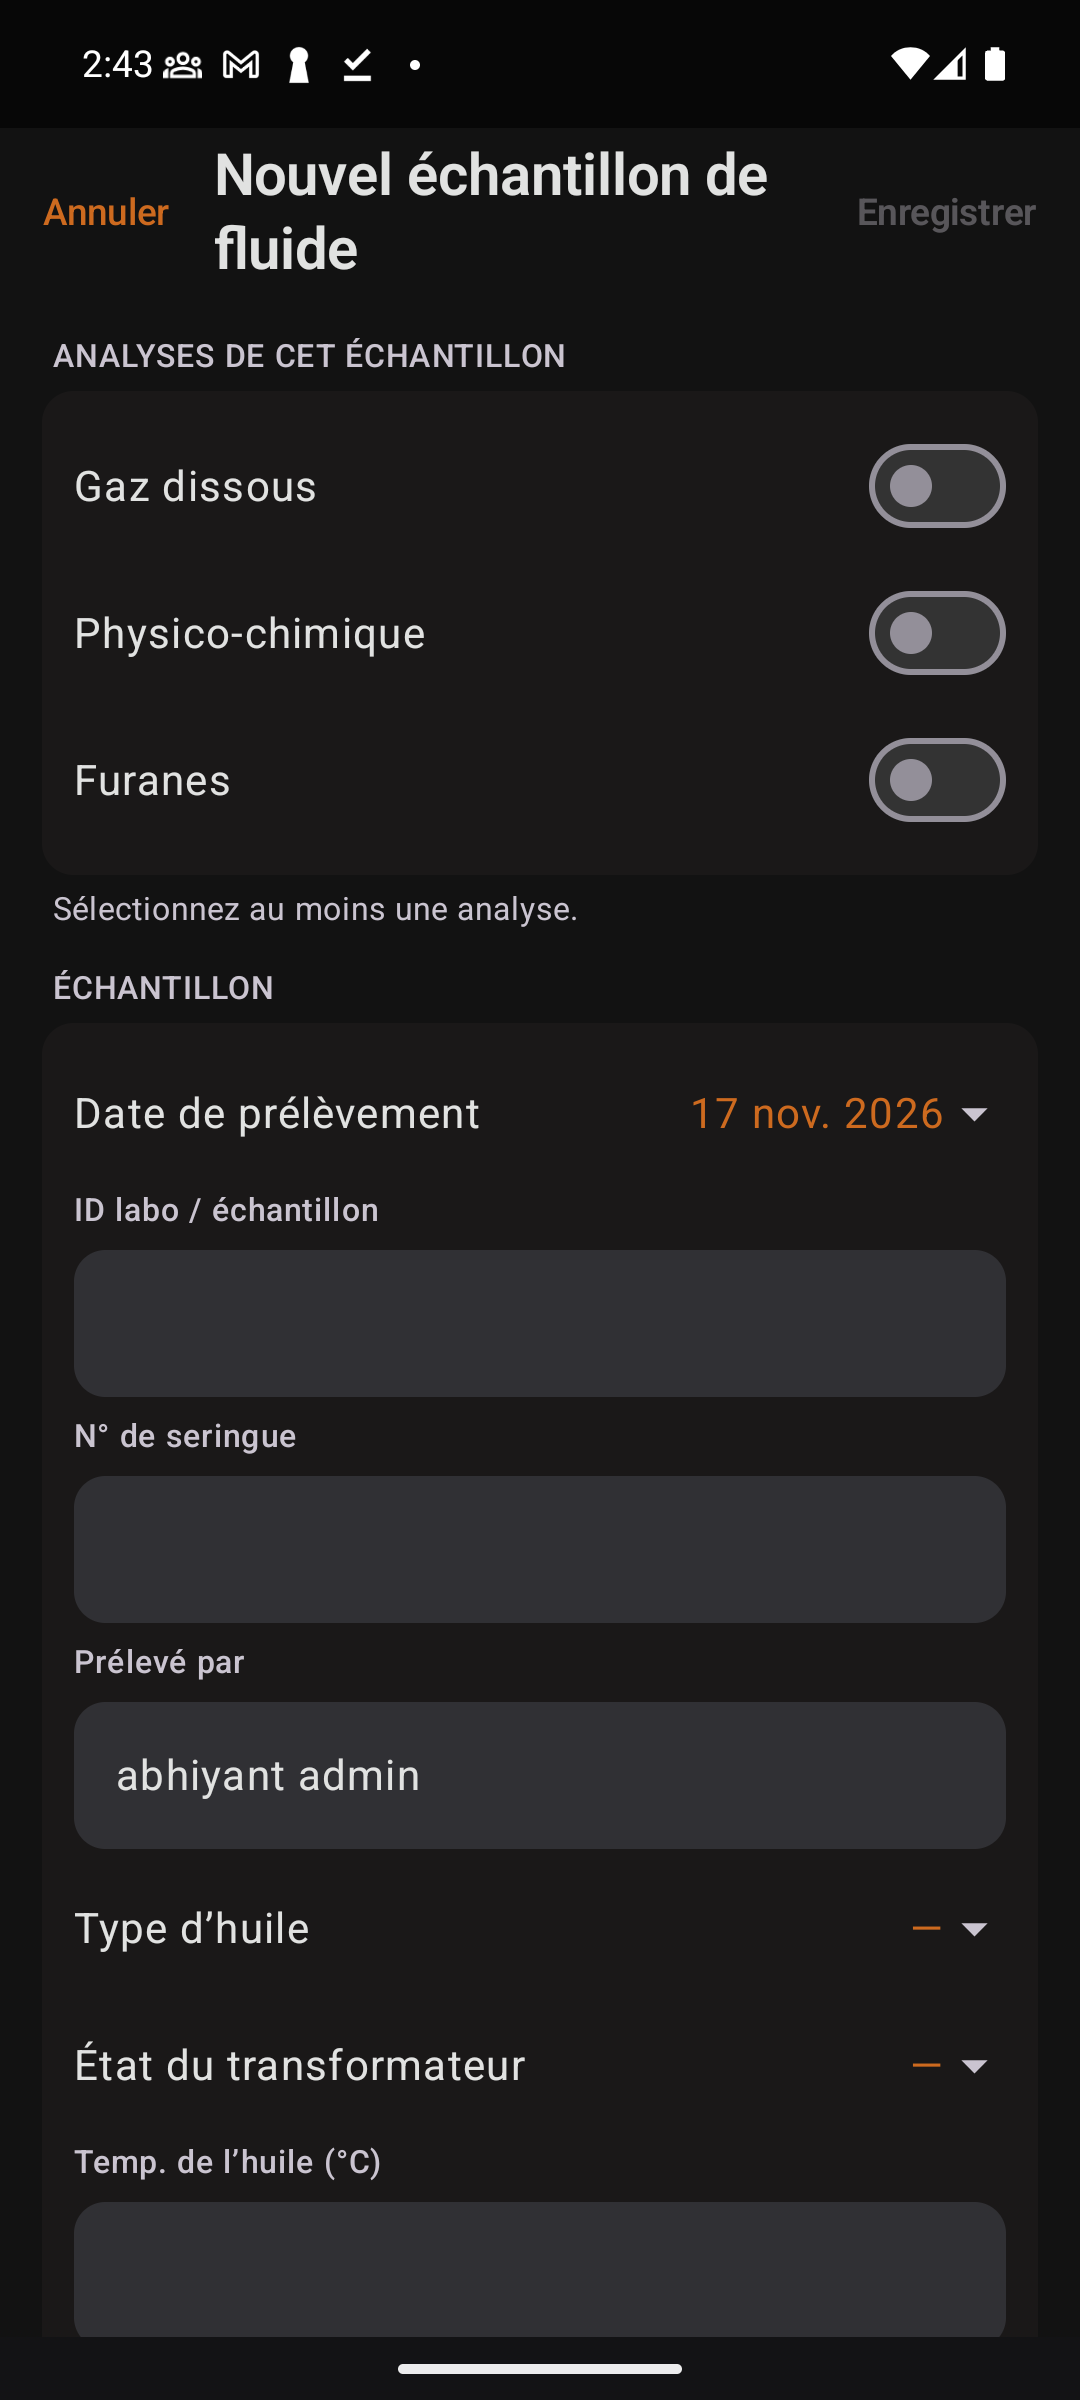 2:43
Annuler
Nouvel échantillon de
fluide
Enregistrer
ANALYSES DE CET ÉCHANTILLON
Gaz dissous
Physico-chimique
Furanes
Sélectionnez au moins une analyse.
ÉCHANTILLON
Date de prélèvement 17 nov. 2026
ID labo / échantillon
N° de seringue
Prélevé par
abhiyant admin
Type d’huile —
État du transformateur —
Temp. de l’huile (°C)